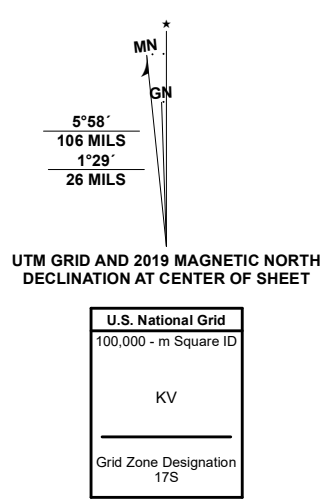 MN
GN
5°58´
106 MILS
1°29´
26 MILS
UTM GRID AND 2019 MAGNETIC NORTH
DECLINATION AT CENTER OF SHEET
U.S. National Grid
100,000 - m Square ID
KV
Grid Zone Designation
17S